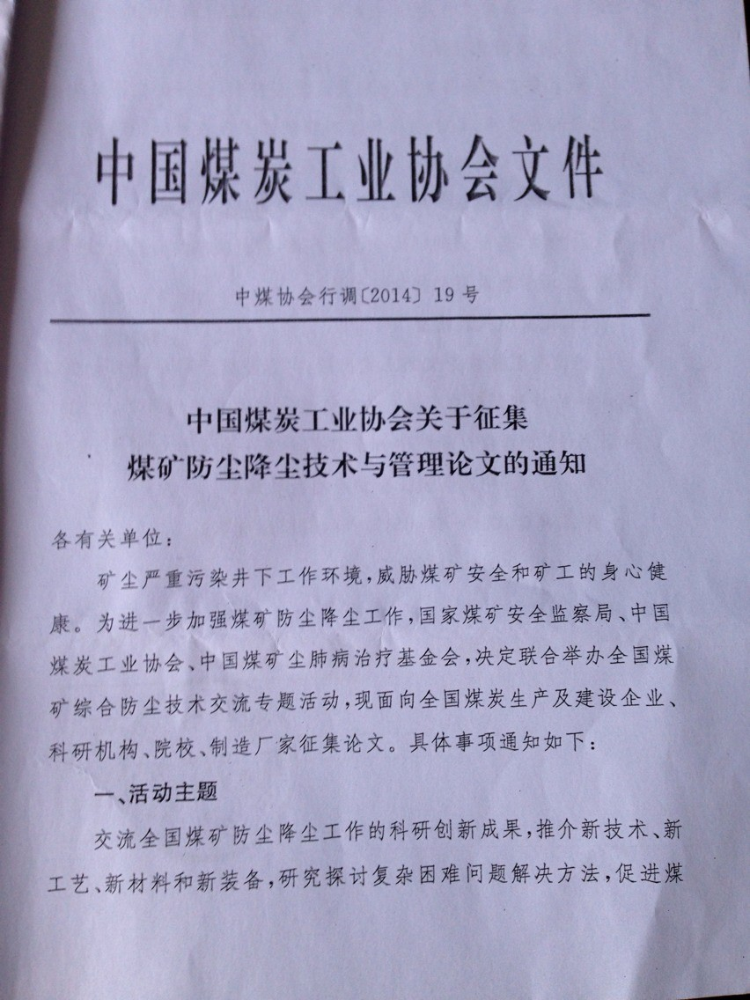 中国煤炭工业协会文件
中煤协会行调〔2014〕19号
中国煤炭工业协会关于征集
煤矿防尘降尘技术与管理论文的通知
各有关单位：
矿尘严重污染井下工作环境，威胁煤矿安全和矿工的身心健
康。为进一步加强煤矿防尘降尘工作，国家煤矿安全监察局、中国
煤炭工业协会、中国煤矿尘肺病治疗基金会，决定联合举办全国煤
矿综合防尘技术交流专题活动，现面向全国煤炭生产及建设企业、
科研机构、院校、制造厂家征集论文。具体事项通知如下：
一、活动主题
交流全国煤矿防尘降尘工作的科研创新成果，推介新技术、新
工艺、新材料和新装备，研究探讨复杂困难问题解决方法，促进煤